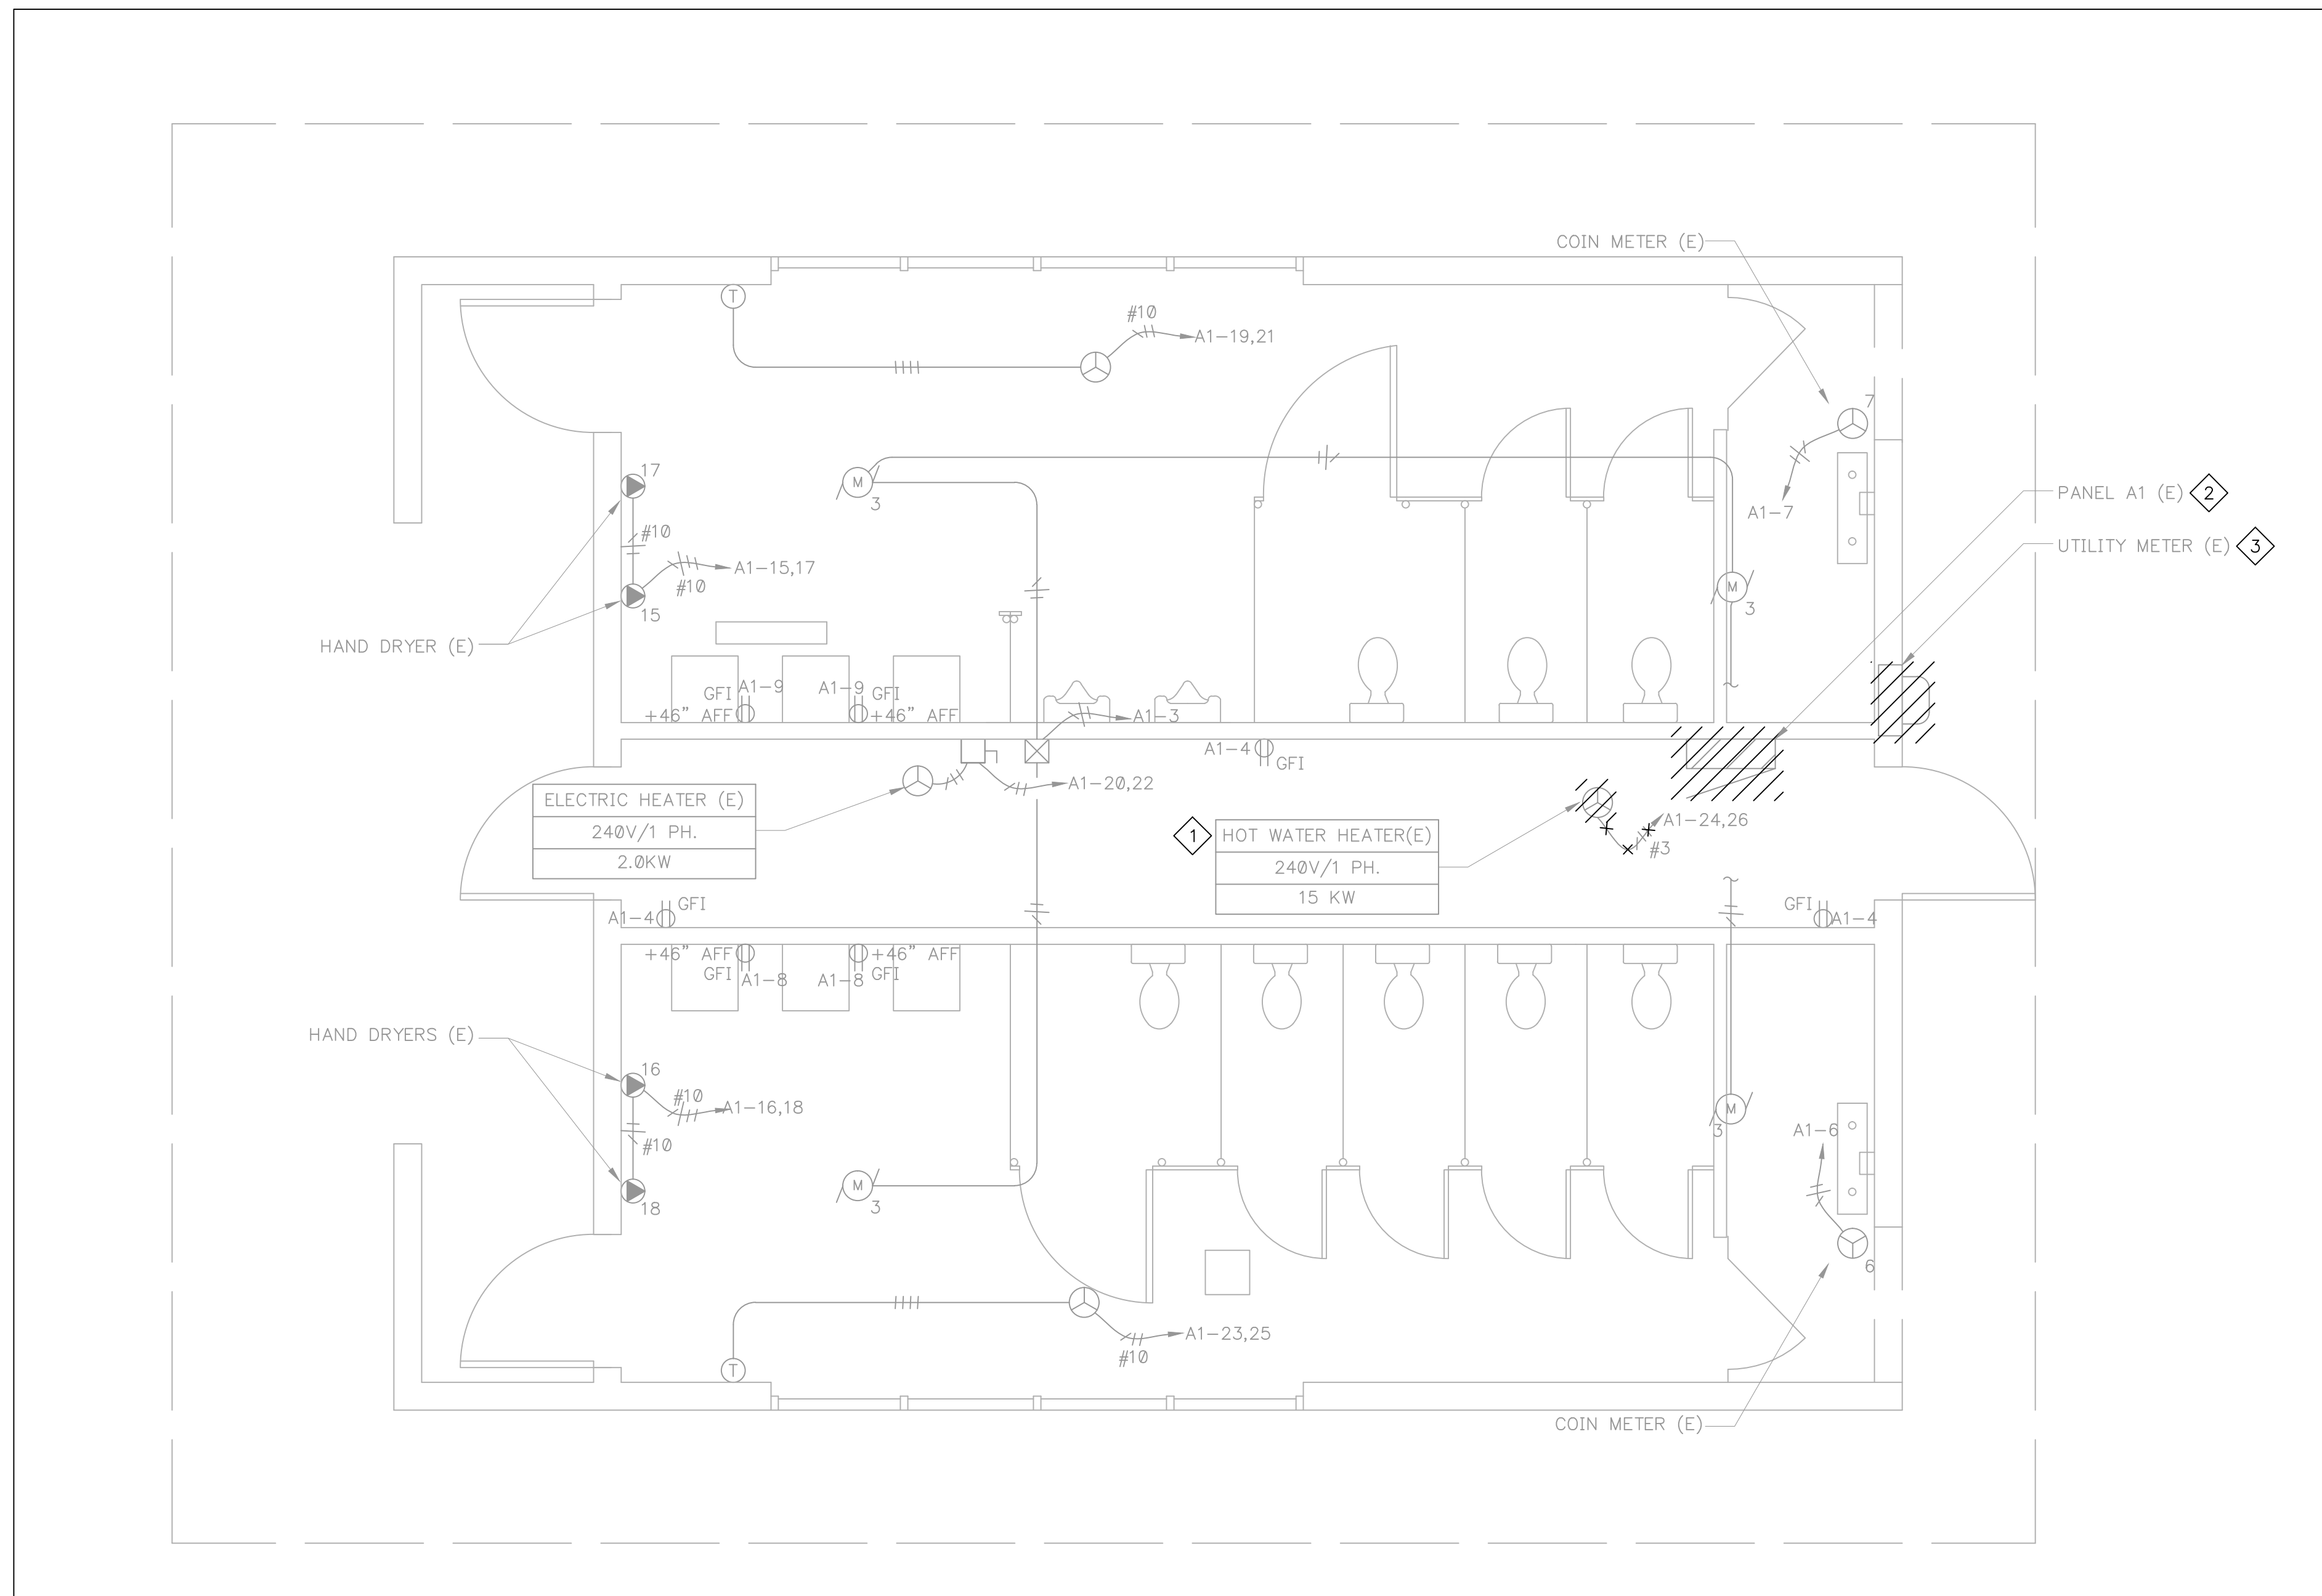 COIN METER (E)
T
#10
A1-19,21
7
17
M
3
PANEL A1 (E) 2
A1-7
#10
UTILITY METER (E) 3
A1-15,17
#10
M
3
15
HAND DRYER (E)
A1-9
A1-9
GFI
GFI
+46" AFF
+46" AFF
A1-3
A1-4
GFI
A1-20,22
ELECTRIC HEATER (E)
240V/1 PH.
2.0KW
1
HOT WATER HEATER(E)
240V/1 PH.
15 KW
A1-24,26
#3
GFI
A1-4
GFI
A1-4
+46" AFF
+46" AFF
GFI
GFI
A1-8
A1-8
HAND DRYERS (E)
16
#10
A1-16,18
M
3
A1-6
#10
18
M
3
6
A1-23,25
#10
T
COIN METER (E)